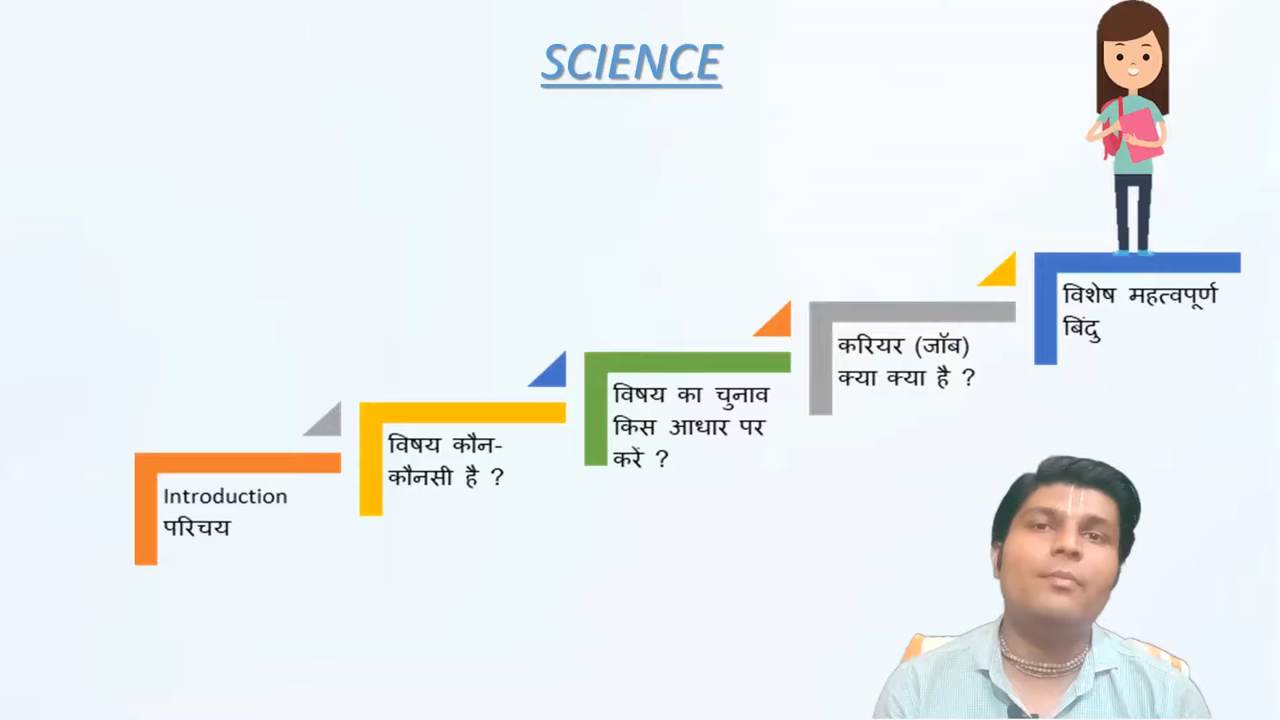 SCIENCE
Introduction
परिचय
विषय कौन-
कौनसी है ?
विषय का चुनाव
किस आधार पर
करें ?
करियर (जॉब)
क्या क्या है ?
विशेष महत्वपूर्ण
बिंदु